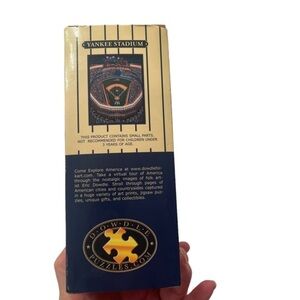 YANKEE STADIUM
THIS PRODUCT CONTAINS SMALL PARTS.
NOT RECOMMENDED FOR CHILDREN UNDER
3 YEARS OF AGE.
Come Explore America at www.dowdlefol
kart.com. Take a virtual tour of America
through the nostalgic images of folk art
ist Eric Dowdle. Stroll through pages of
American cities and countrysides captured
in a huge variety of art prints, jigsaw puz-
zles, unique gifts, and collectibles.
DOWDLE
PUZZLES.COM